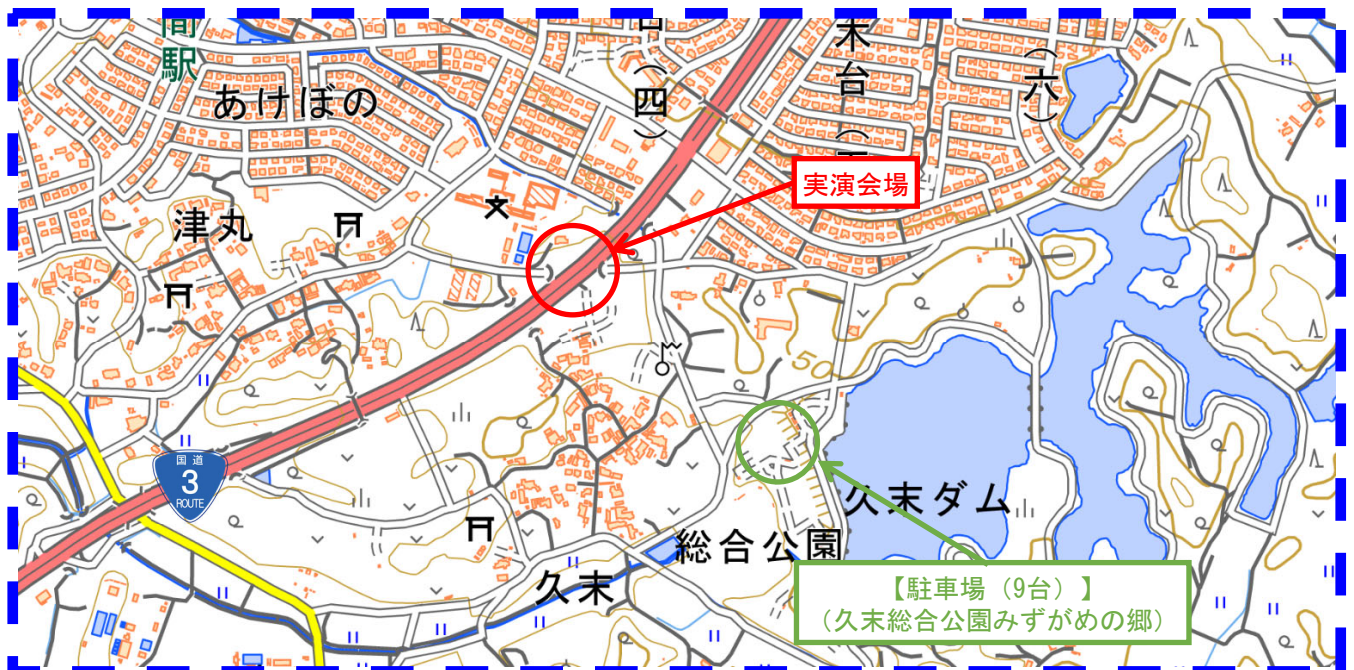 間駅
あけぼの
(四)
末台(
(六)
実演会場
津丸
50
国道
3
ROUTE
久末ダム
総合公園
久末
【駐車場(9台)】
(久末総合公園みずがめの郷)